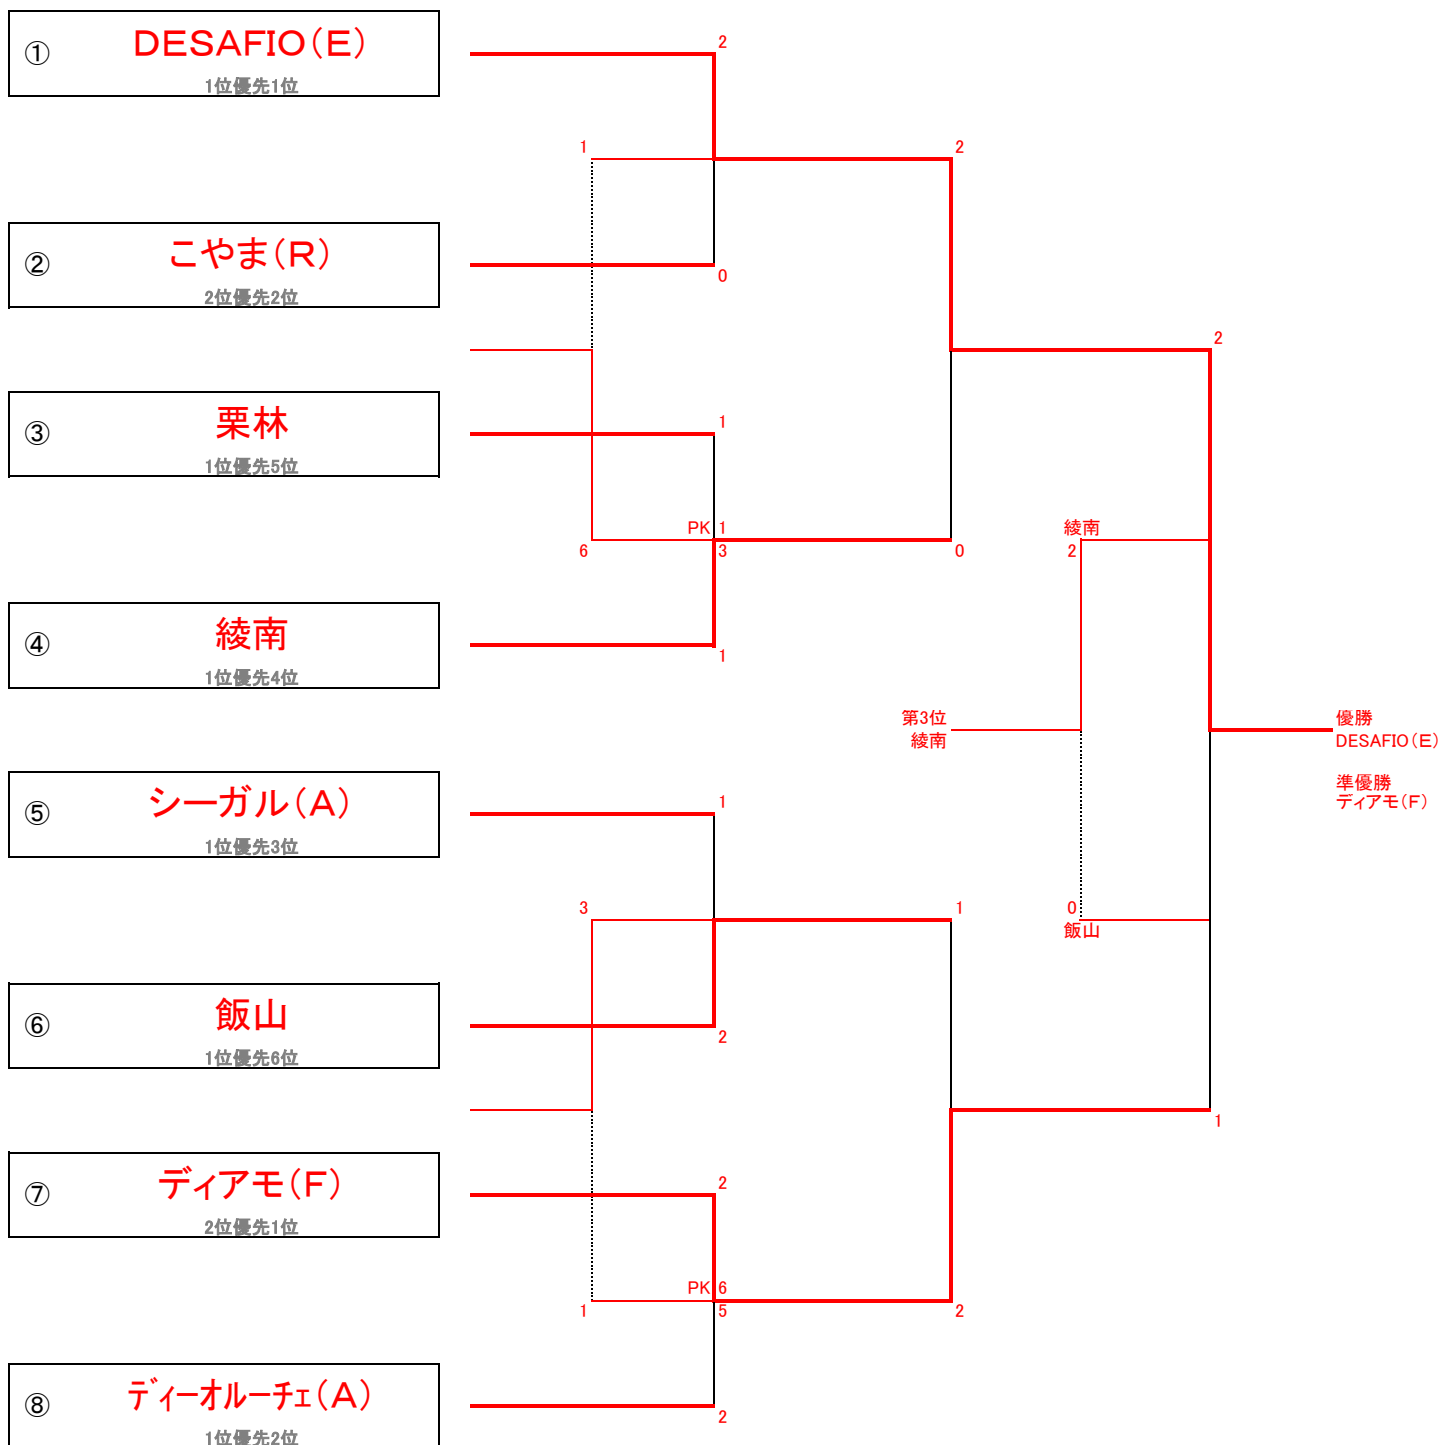 ① DESAFIO(E)
1位優先1位
2
1
2
② こやま(R)
2位優先2位
0
2
③ 栗林
1位優先5位
1
PK 1
6
3
0
綾南
2
④ 綾南
1位優先4位
1
第3位
綾南
優勝
DESAFIO(E)
準優勝
ディアモ(F)
⑤ シーガル(A)
1位優先3位
1
3
1
0
飯山
⑥ 飯山
1位優先6位
2
1
⑦ ディアモ(F)
2位優先1位
2
PK 6
1
5
2
⑧ ディーオルーチェ(A)
1位優先2位
2